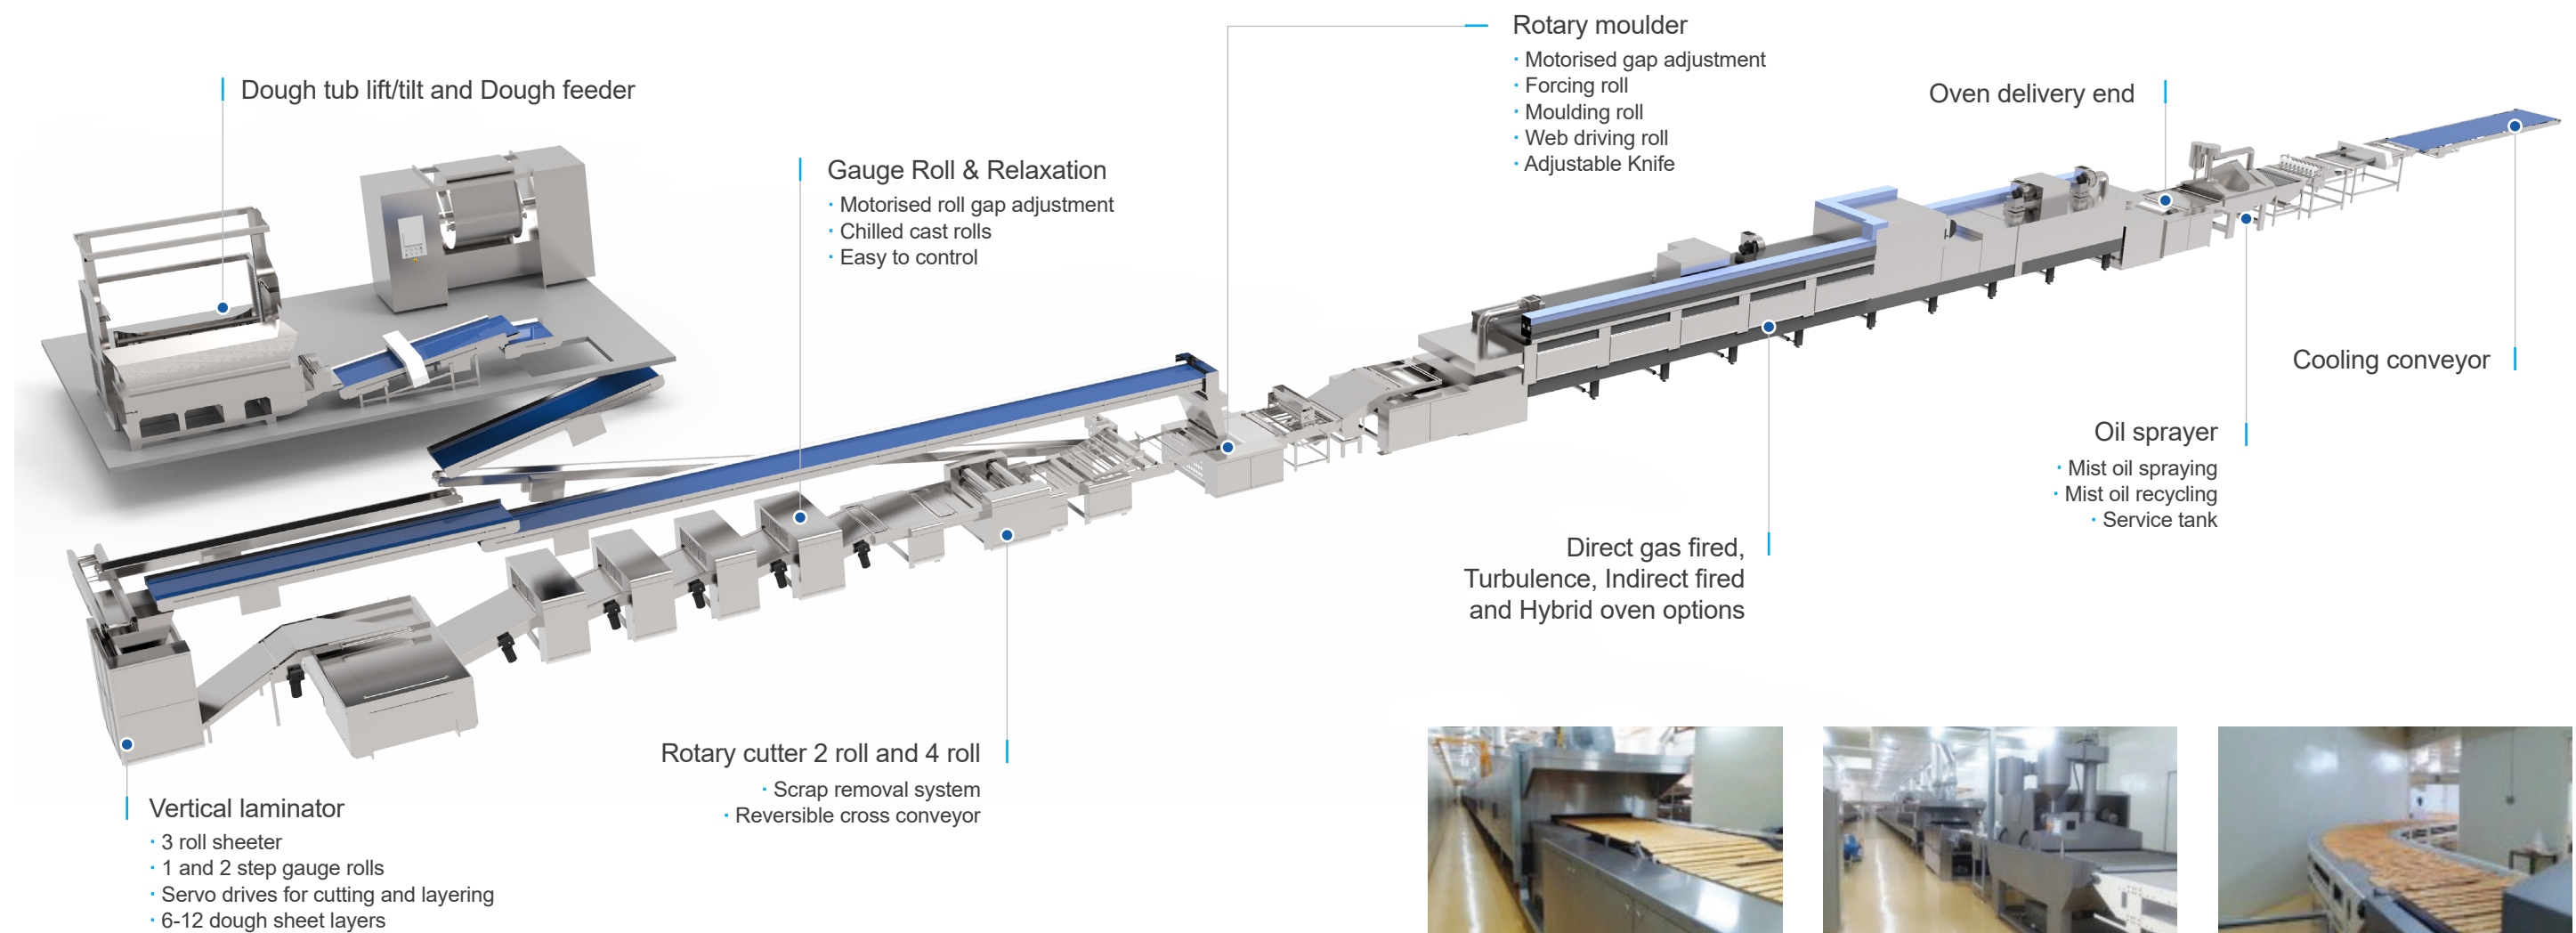 Dough tub lift/tilt and Dough feeder
Gauge Roll & Relaxation
· Motorised roll gap adjustment
· Chilled cast rolls
· Easy to control
Rotary moulder
· Motorised gap adjustment
· Forcing roll
· Moulding roll
· Web driving roll
· Adjustable Knife
Oven delivery end
Cooling conveyor
Oil sprayer
· Mist oil spraying
· Mist oil recycling
· Service tank
Direct gas fired,
Turbulence, Indirect fired
and Hybrid oven options
Rotary cutter 2 roll and 4 roll
· Scrap removal system
· Reversible cross conveyor
Vertical laminator
· 3 roll sheeter
· 1 and 2 step gauge rolls
· Servo drives for cutting and layering
· 6-12 dough sheet layers